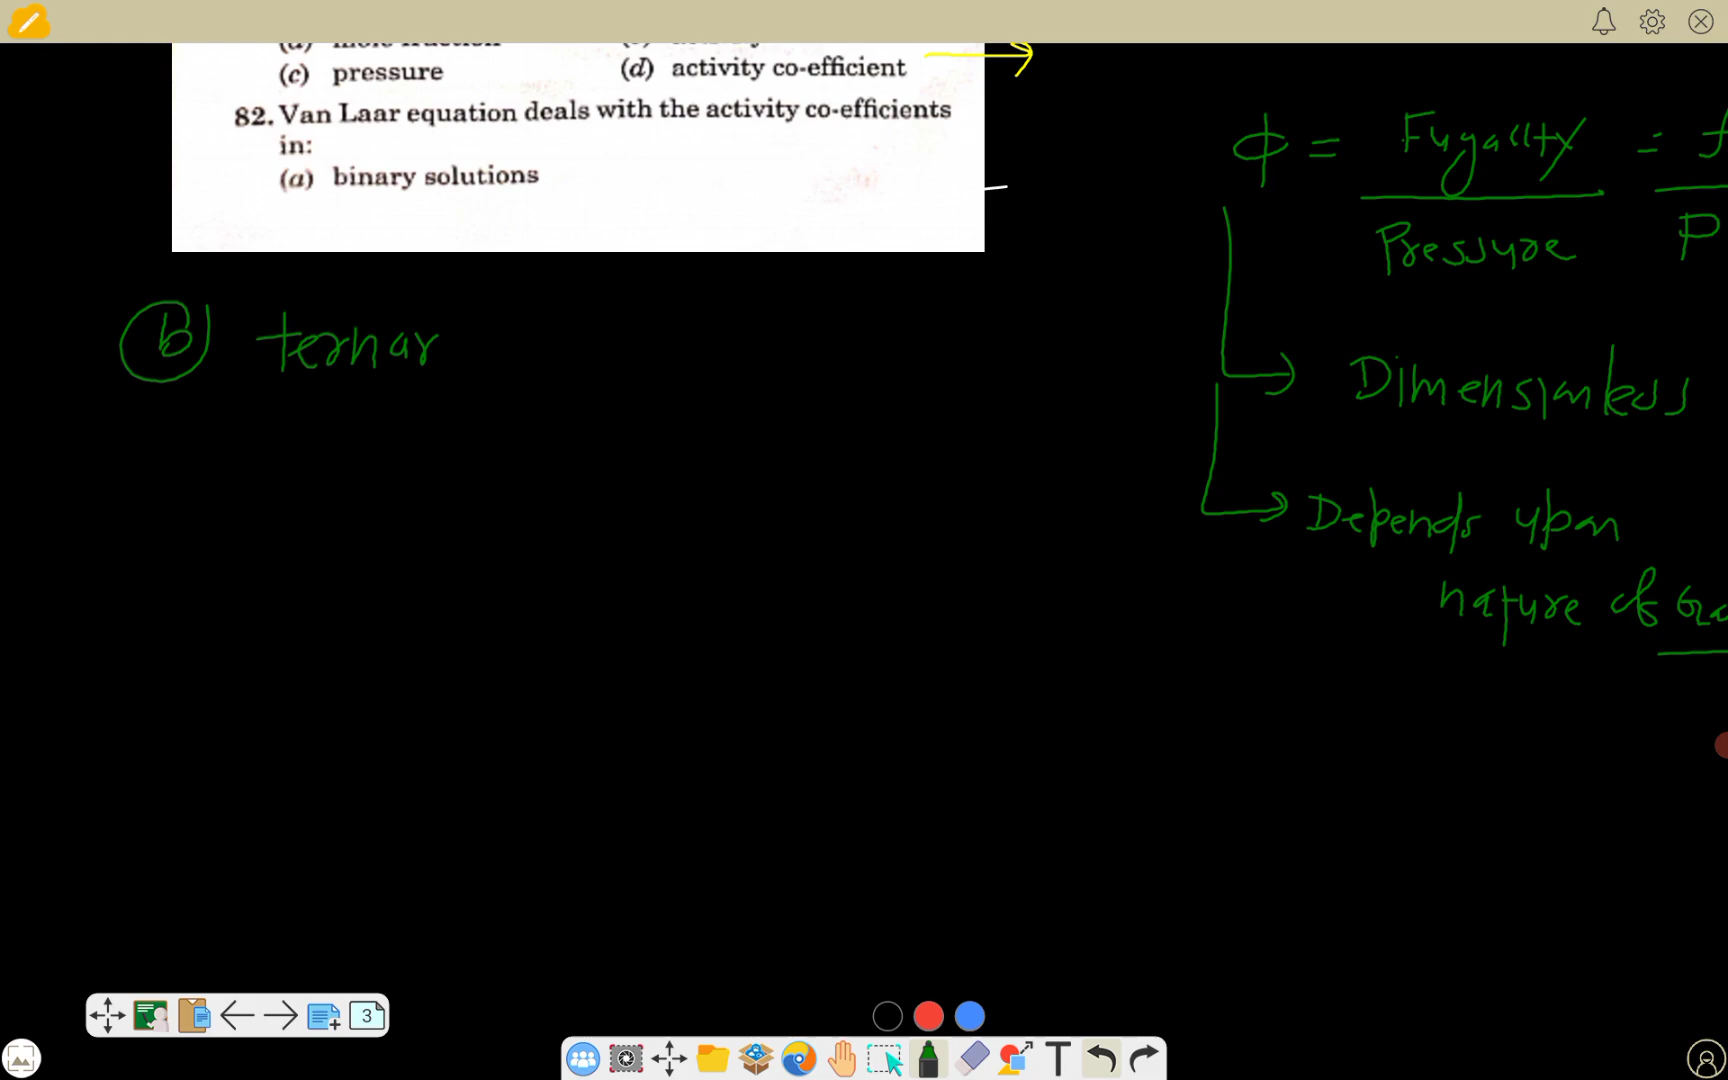 (c) pressure (d) activity co-efficient
82. Van Laar equation deals with the activity co-efficients
in:
(a) binary solutions
(b) ternar
ϕ = Fugacity / Pressure = f / P
Dimensionless
Depends upon
nature of
3